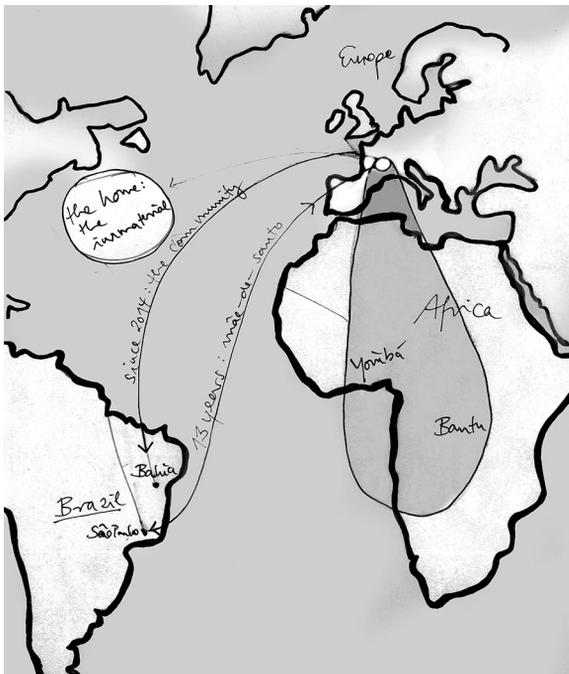 Europe
the home:
the
immaterial
since 2014: the community
13 years: mãe-de-santo
Africa
Yorùbá
Bantu
Bahia
Brazil
São Paulo